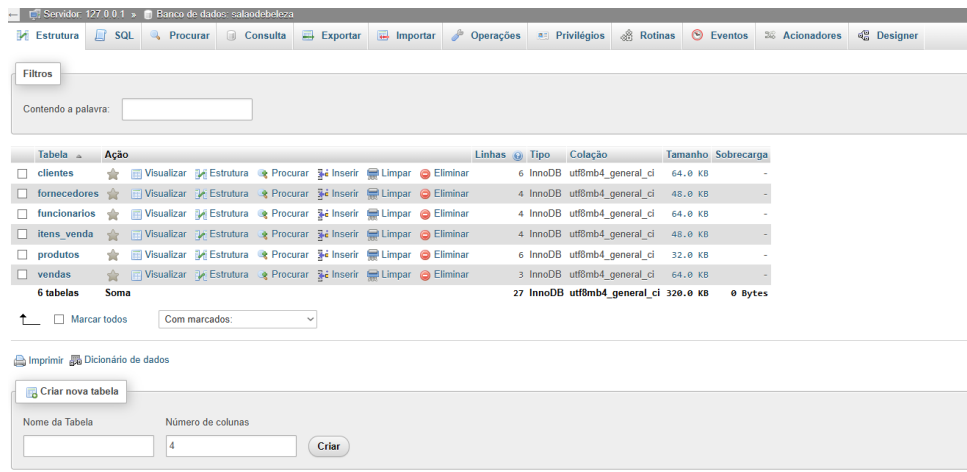 Servidor: 127.0.0.1 » Banco de dados: salaodebeleza
Estrutura SQL Procurar Consulta Exportar Importar Operações Privilégios Rotinas Eventos Acionadores Designer
Filtros
Contendo a palavra:
Tabela Ação Linhas Tipo Colação Tamanho Sobrecarga
clientes Visualizar Estrutura Procurar Inserir Limpar Eliminar 6 InnoDB utf8mb4_general_ci 64.0 KB -
fornecedores Visualizar Estrutura Procurar Inserir Limpar Eliminar 4 InnoDB utf8mb4_general_ci 48.0 KB -
funcionarios Visualizar Estrutura Procurar Inserir Limpar Eliminar 4 InnoDB utf8mb4_general_ci 64.0 KB -
itens_venda Visualizar Estrutura Procurar Inserir Limpar Eliminar 4 InnoDB utf8mb4_general_ci 48.0 KB -
produtos Visualizar Estrutura Procurar Inserir Limpar Eliminar 6 InnoDB utf8mb4_general_ci 32.0 KB -
vendas Visualizar Estrutura Procurar Inserir Limpar Eliminar 3 InnoDB utf8mb4_general_ci 64.0 KB -
6 tabelas Soma 27 InnoDB utf8mb4_general_ci 320.0 KB 0 Bytes
Marcar todos Com marcados:
Imprimir Dicionário de dados
Criar nova tabela
Nome da Tabela Número de colunas
4 Criar